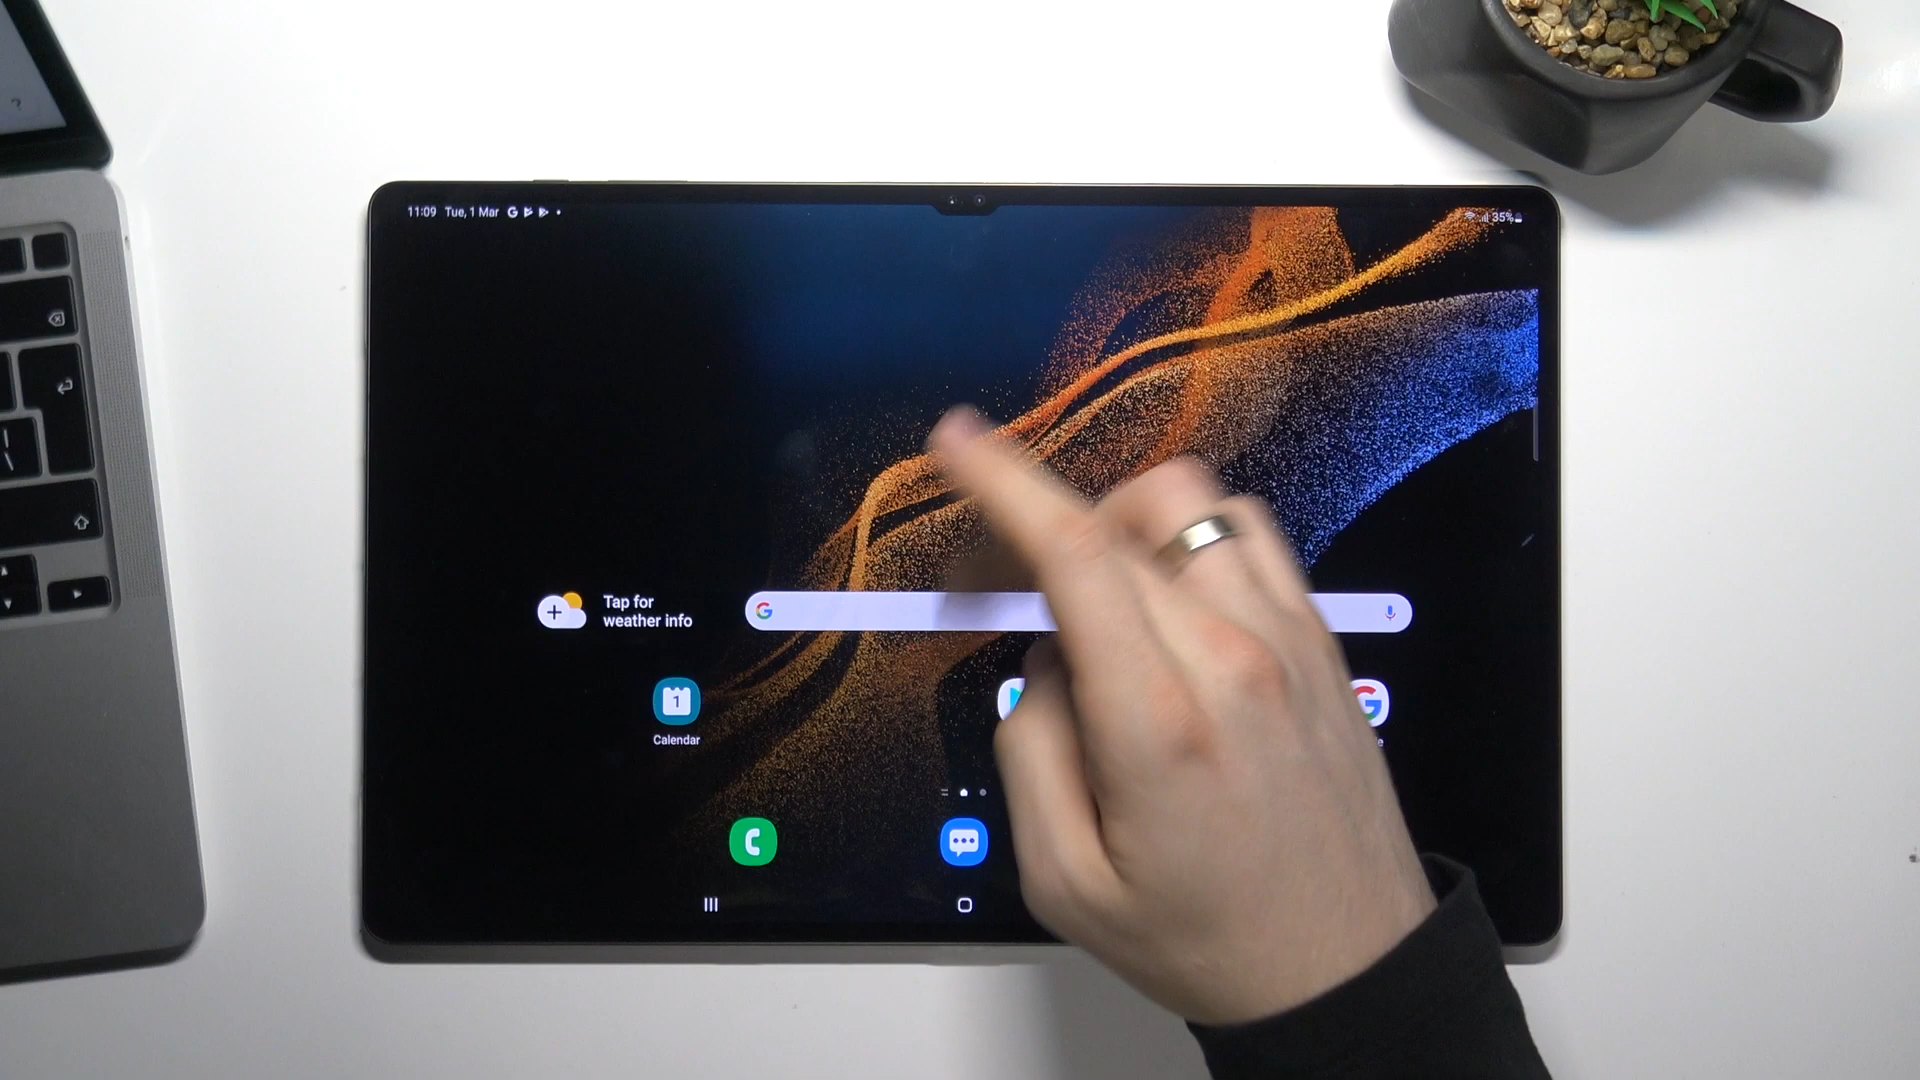 ?
11:09 Tue, 1 Mar G
35%
Tap for
weather info
G
1
Calendar
G
e